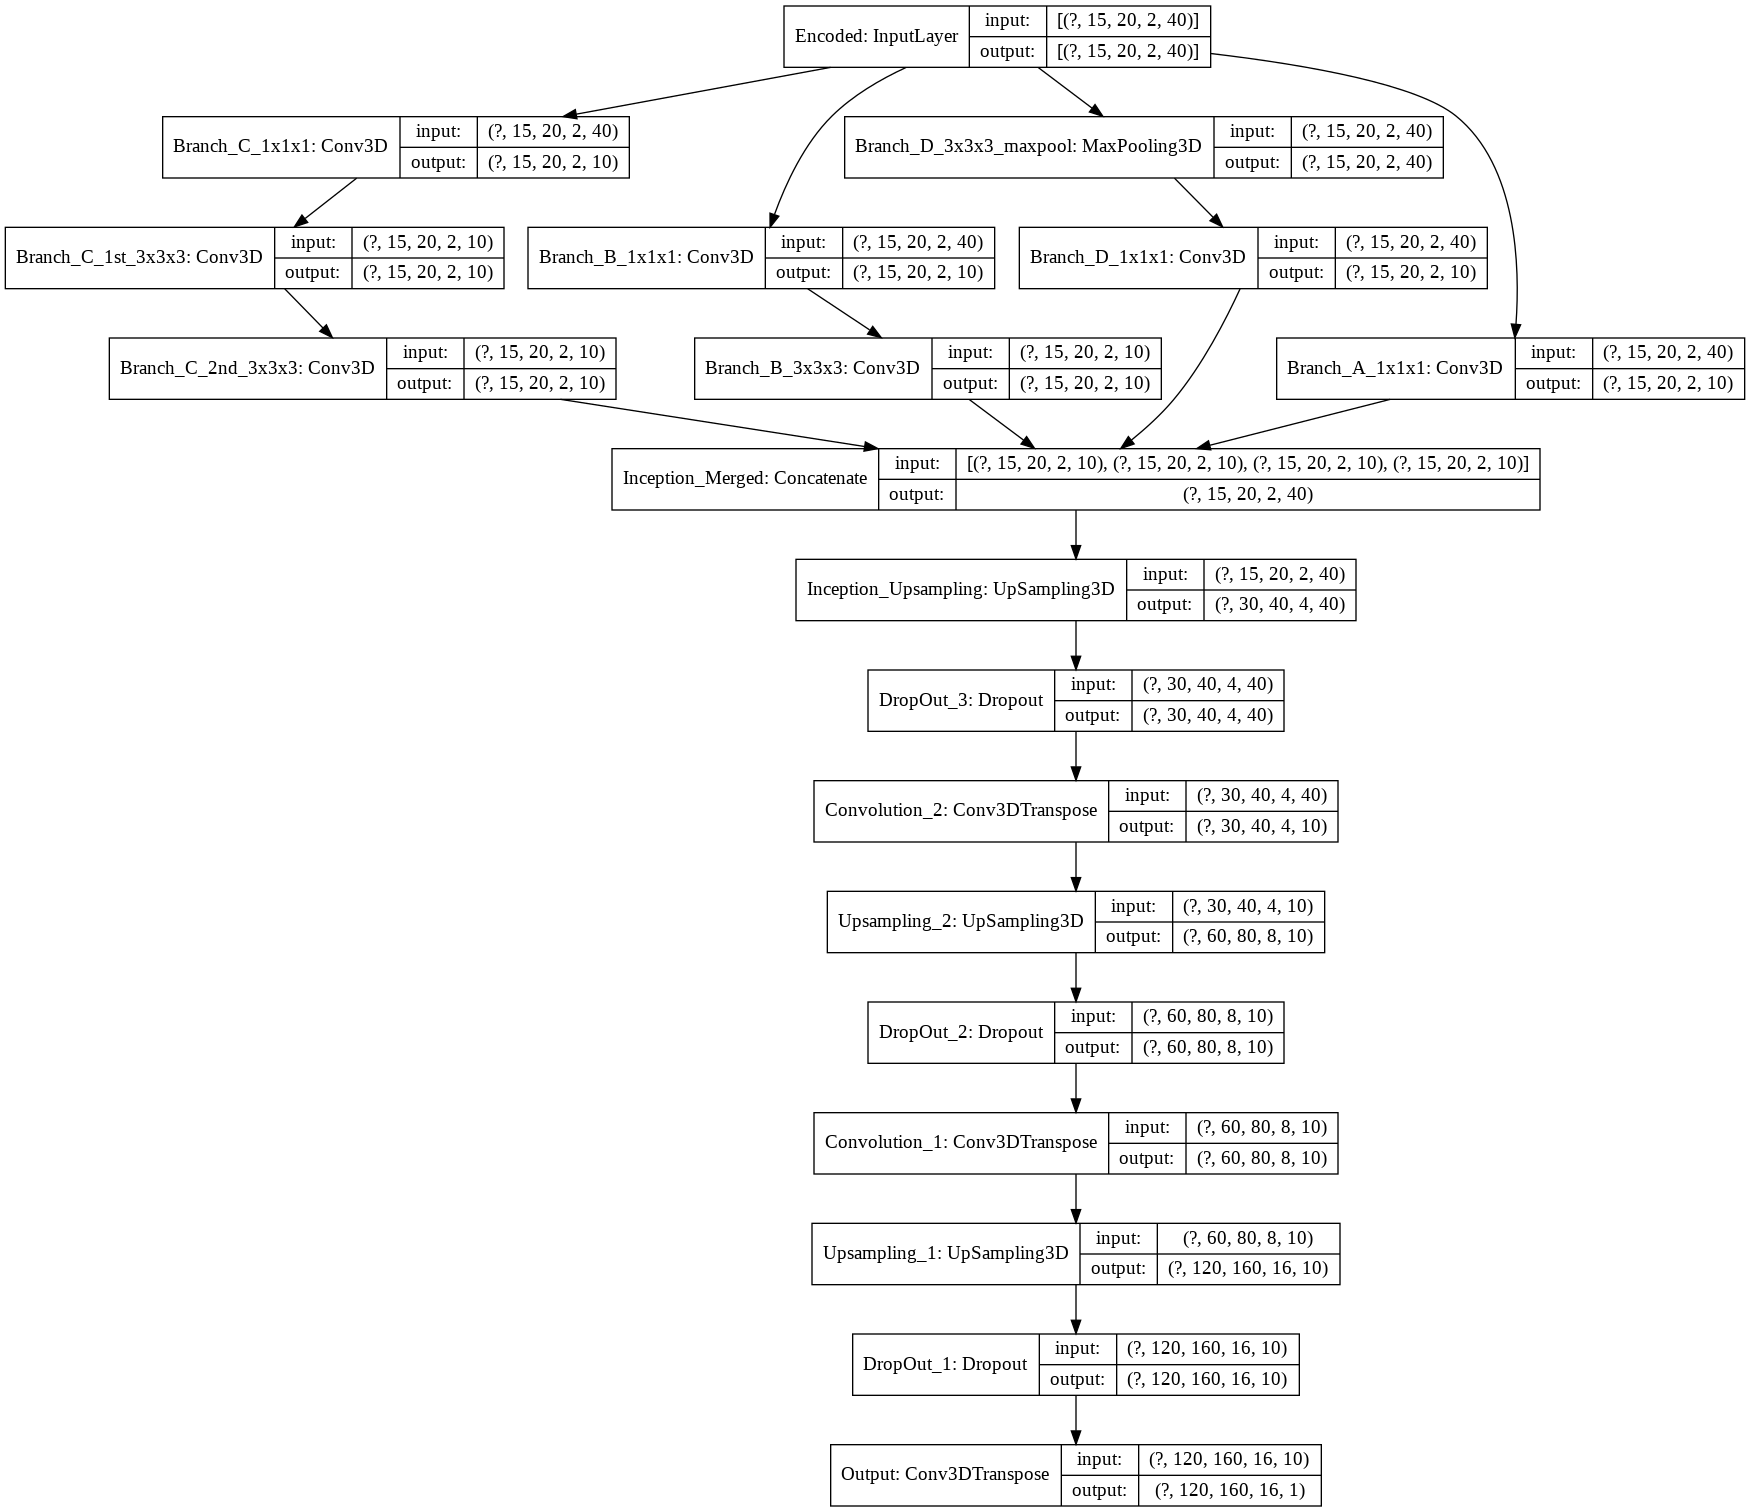 Encoded: InputLayer
input: [(?, 15, 20, 2, 40)]
output: [(?, 15, 20, 2, 40)]
Branch_C_1x1x1: Conv3D
input: (?, 15, 20, 2, 40)
output: (?, 15, 20, 2, 10)
Branch_D_3x3x3_maxpool: MaxPooling3D
input: (?, 15, 20, 2, 40)
output: (?, 15, 20, 2, 40)
Branch_C_1st_3x3x3: Conv3D
input: (?, 15, 20, 2, 10)
output: (?, 15, 20, 2, 10)
Branch_B_1x1x1: Conv3D
input: (?, 15, 20, 2, 40)
output: (?, 15, 20, 2, 10)
Branch_D_1x1x1: Conv3D
input: (?, 15, 20, 2, 40)
output: (?, 15, 20, 2, 10)
Branch_C_2nd_3x3x3: Conv3D
input: (?, 15, 20, 2, 10)
output: (?, 15, 20, 2, 10)
Branch_B_3x3x3: Conv3D
input: (?, 15, 20, 2, 10)
output: (?, 15, 20, 2, 10)
Branch_A_1x1x1: Conv3D
input: (?, 15, 20, 2, 40)
output: (?, 15, 20, 2, 10)
Inception_Merged: Concatenate
input: [(?, 15, 20, 2, 10), (?, 15, 20, 2, 10), (?, 15, 20, 2, 10), (?, 15, 20, 2, 10)]
output: (?, 15, 20, 2, 40)
Inception_Upsampling: UpSampling3D
input: (?, 15, 20, 2, 40)
output: (?, 30, 40, 4, 40)
DropOut_3: Dropout
input: (?, 30, 40, 4, 40)
output: (?, 30, 40, 4, 40)
Convolution_2: Conv3DTranspose
input: (?, 30, 40, 4, 40)
output: (?, 30, 40, 4, 10)
Upsampling_2: UpSampling3D
input: (?, 30, 40, 4, 10)
output: (?, 60, 80, 8, 10)
DropOut_2: Dropout
input: (?, 60, 80, 8, 10)
output: (?, 60, 80, 8, 10)
Convolution_1: Conv3DTranspose
input: (?, 60, 80, 8, 10)
output: (?, 60, 80, 8, 10)
Upsampling_1: UpSampling3D
input: (?, 60, 80, 8, 10)
output: (?, 120, 160, 16, 10)
DropOut_1: Dropout
input: (?, 120, 160, 16, 10)
output: (?, 120, 160, 16, 10)
Output: Conv3DTranspose
input: (?, 120, 160, 16, 10)
output: (?, 120, 160, 16, 1)